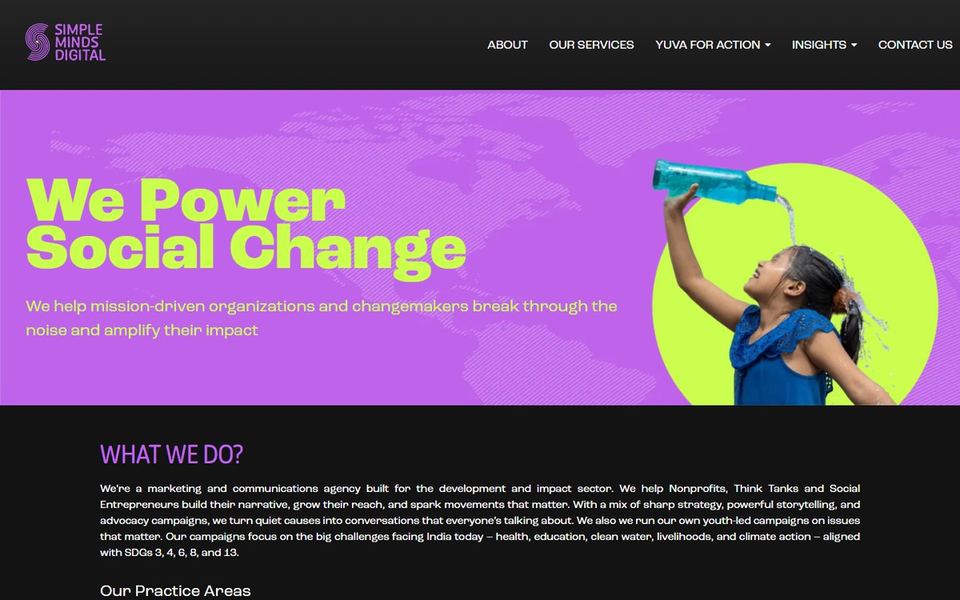 SIMPLE
MINDS
DIGITAL
ABOUT
OUR SERVICES
YUVA FOR ACTION
INSIGHTS
CONTACT US
We Power
Social Change
We help mission-driven organizations and changemakers break through the
noise and amplify their impact
WHAT WE DO?
We're a marketing and communications agency built for the development and impact sector. We help Nonprofits, Think Tanks and Social
Entrepreneurs build their narrative, grow their reach, and spark movements that matter. With a mix of sharp strategy, powerful storytelling, and
advocacy campaigns, we turn quiet causes into conversations that everyone's talking about. We also we run our own youth-led campaigns on issues
that matter. Our campaigns focus on the big challenges facing India today – health, education, clean water, livelihoods, and climate action – aligned
with SDGs 3, 4, 6, 8, and 13.
Our Practice Areas